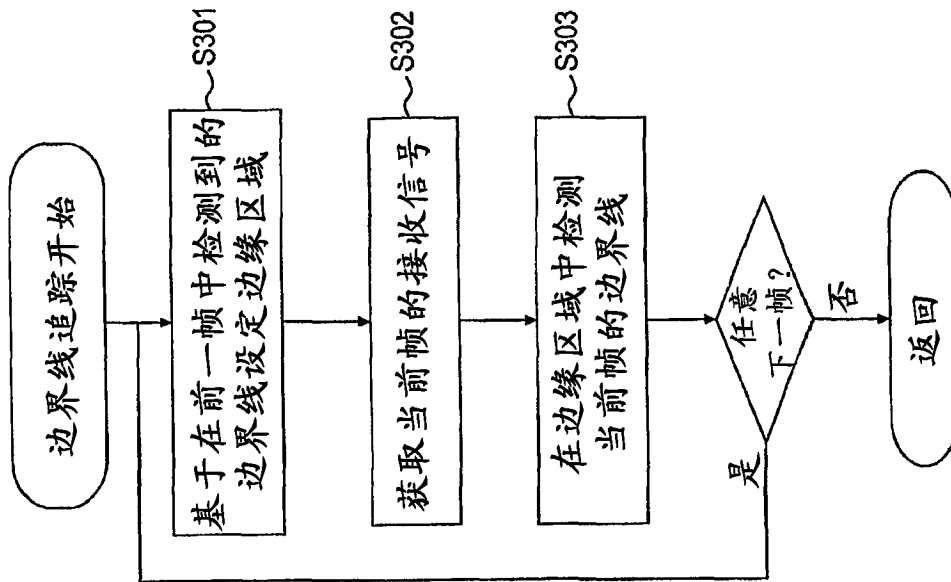 边界线追踪开始
基于在前一帧中检测到的
边界线设定边缘区域
S301
获取当前帧的接收信号
S302
在边缘区域中检测
当前帧的边界线
S303
任意
下一帧?
是
否
返回